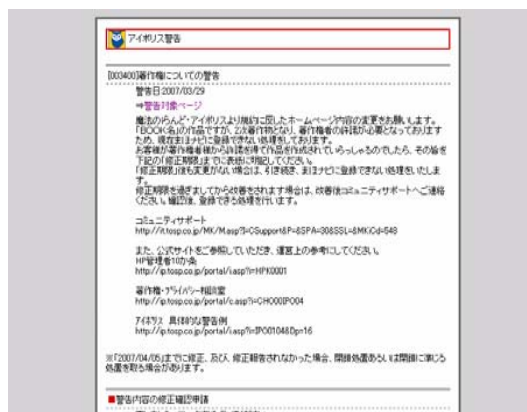 アイポリス警告
[003400]著作権についての警告
警告日 2007/03/29
⇒警告対象ページ
魔法のらんど・アイポリスより規約に反したホームページ内容の変更をお願いします。
「BOOK名」の作品ですが、2次著作物となり、著作権者の許諾が必要となっております
ため、現在まほナビに登録できない処理をしております。
お客様が著作権者様から許諾を得て作品を作成されていらっしゃるのでしたら、その旨を
下記の「修正期限」までに表紙に明記してください。
「修正期限」後も変更がない場合は、引き続き、まほナビに登録できない処理をいたしま
す。
修正期限を過ぎましてから改善をされます場合は、改善後コミュニティサポートへご連絡
ください。確認後、登録できる処理を行います。
コミュニティサポート
http://it.tosp.co.jp/MK/M.asp?I=CSupport&P=&SPA=30&SSL=&MKiCd=548
また、公式サイトをご参照していただき、運営上の参考にしてください。
HP管理者10か条
http://ip.tosp.co.jp/portal/i.asp?i=HPK0001
著作権・プライバシー相談室
http://ip.tosp.co.jp/portal/c.asp?i=CHO00IPO04
アイポリス 具体的な警告例
http://ip.tosp.co.jp/portal/i.asp?i=IPO0104&Dp=16
※「2007/04/05」までに修正、及び、修正報告されなかった場合、閉鎖処置あるいは閉鎖に準じる
処置を取る場合があります。
■警告内容の修正確認申請